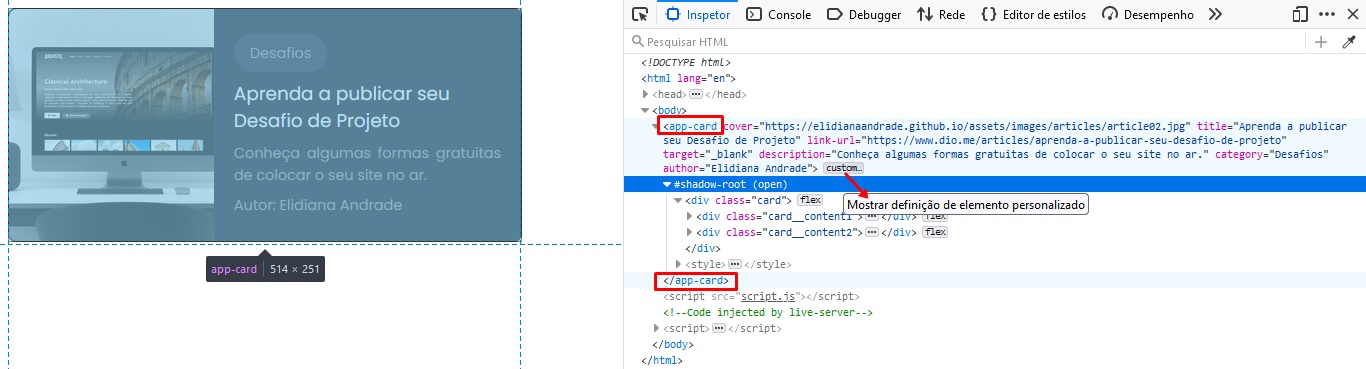 Desafios
Aprenda a publicar seu
Desafio de Projeto
Conheça algumas formas gratuitas
de colocar o seu site no ar.
Autor: Elidiana Andrade
app-card | 514 × 251
Classical Architecture
Inspetor Console Debugger Rede Editor de estilos Desempenho
Pesquisar HTML
<!DOCTYPE html>
<html lang="en">
<head> ⋯ </head>
<body>
<app-card cover="https://elidianaandrade.github.io/assets/images/articles/article02.jpg" title="Aprenda a publicar
seu Desafio de Projeto" link-url="https://www.dio.me/articles/aprenda-a-publicar-seu-desafio-de-projeto"
target="_blank" description="Conheça algumas formas gratuitas de colocar o seu site no ar." category="Desafios"
author="Elidiana Andrade"> custom…
#shadow-root (open)
Mostrar definição de elemento personalizado
<div class="card"> flex
<div class="card__content1"> ⋯ </div> flex
<div class="card__content2"> ⋯ </div> flex
</div>
<style> ⋯ </style>
</app-card>
<script src="script.js"></script>
<!--Code injected by live-server-->
<script> ⋯ </script>
</body>
</html>